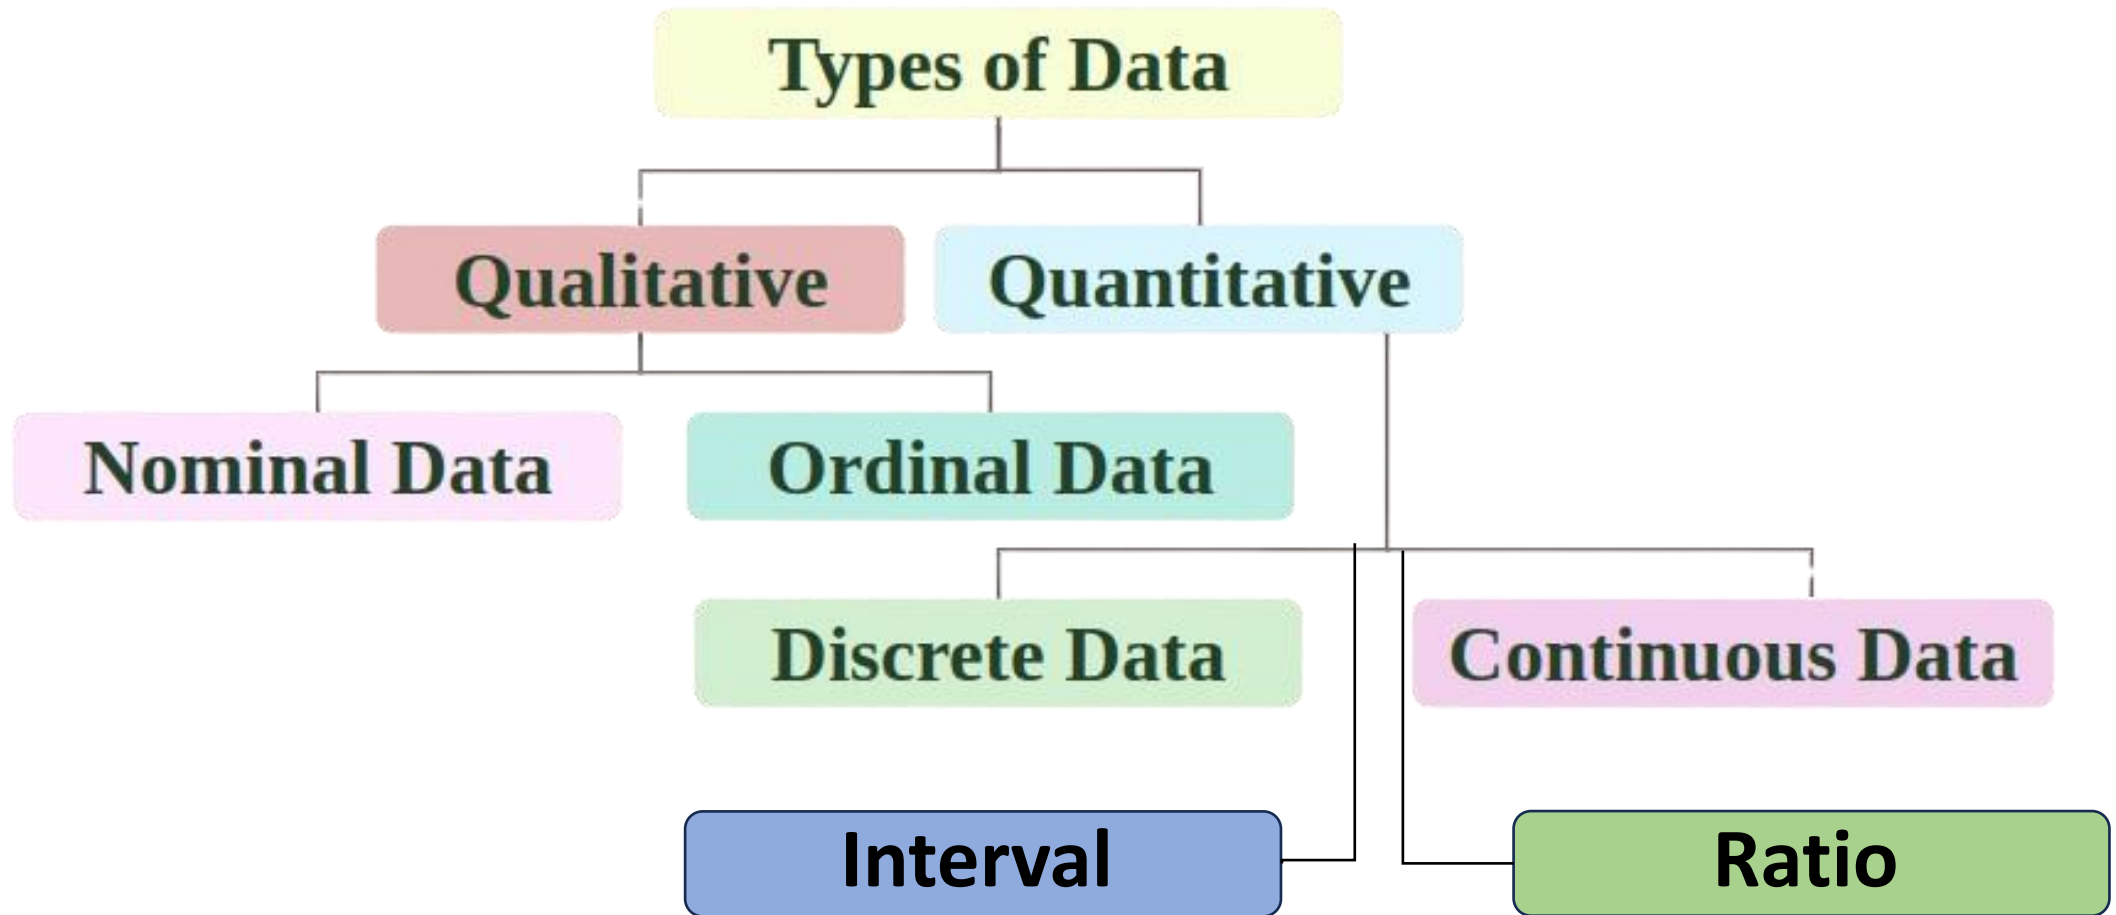 Types of Data
Qualitative
Quantitative
Nominal Data
Ordinal Data
Discrete Data
Continuous Data
Interval
Ratio